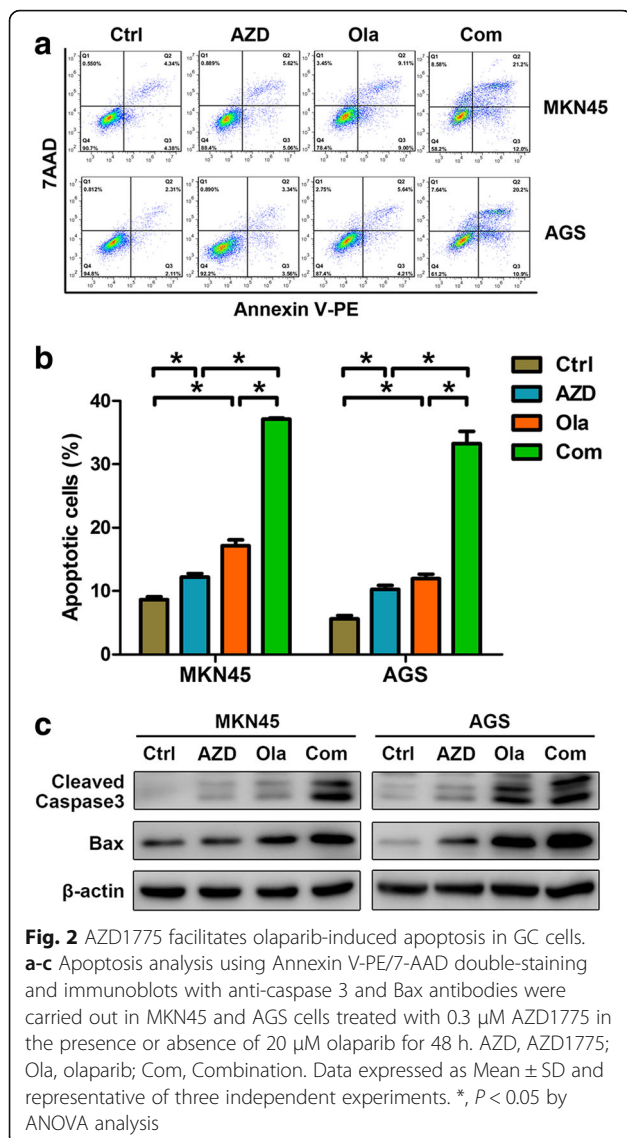 a
Ctrl AZD Ola Com
Q1 0.550% Q2 4.34% Q4 90.7% Q3 4.38%
Q1 0.889% Q2 5.62% Q4 88.4% Q3 5.06%
Q1 3.45% Q2 9.11% Q4 78.4% Q3 9.00%
Q1 8.58% Q2 21.2% Q4 58.2% Q3 12.0%
MKN45
7AAD
Q1 0.812% Q2 2.31% Q4 94.8% Q3 2.11%
Q1 0.890% Q2 3.34% Q4 92.2% Q3 3.56%
Q1 2.75% Q2 5.64% Q4 87.4% Q3 4.21%
Q1 7.64% Q2 20.2% Q4 61.2% Q3 10.9%
AGS
Annexin V-PE
b
* * * * * * * *
Ctrl
AZD
Ola
Com
Apoptotic cells (%)
40
30
20
10
0
MKN45 AGS
c
MKN45 AGS
Ctrl AZD Ola Com Ctrl AZD Ola Com
Cleaved
Caspase3
Bax
β-actin
Fig. 2 AZD1775 facilitates olaparib-induced apoptosis in GC cells.
a-c Apoptosis analysis using Annexin V-PE/7-AAD double-staining
and immunoblots with anti-caspase 3 and Bax antibodies were
carried out in MKN45 and AGS cells treated with 0.3 μM AZD1775 in
the presence or absence of 20 μM olaparib for 48 h. AZD, AZD1775;
Ola, olaparib; Com, Combination. Data expressed as Mean ± SD and
representative of three independent experiments. *, P < 0.05 by
ANOVA analysis